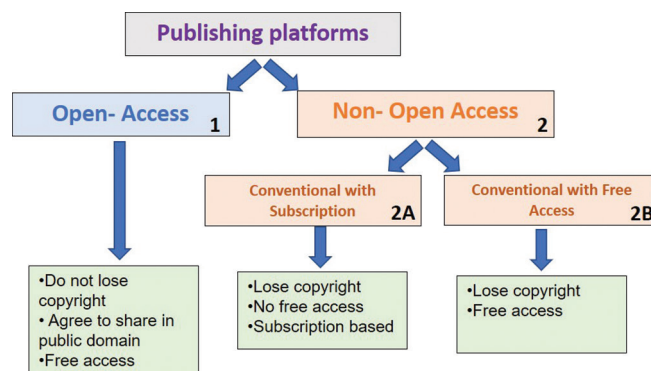 Publishing platforms
Open- Access
1
Non- Open Access
2
Conventional with
Subscription
2A
Conventional with Free
Access
2B
•Do not lose
copyright
• Agree to share in
public domain
•Free access
•Lose copyright
•No free access
•Subscription based
•Lose copyright
•Free access